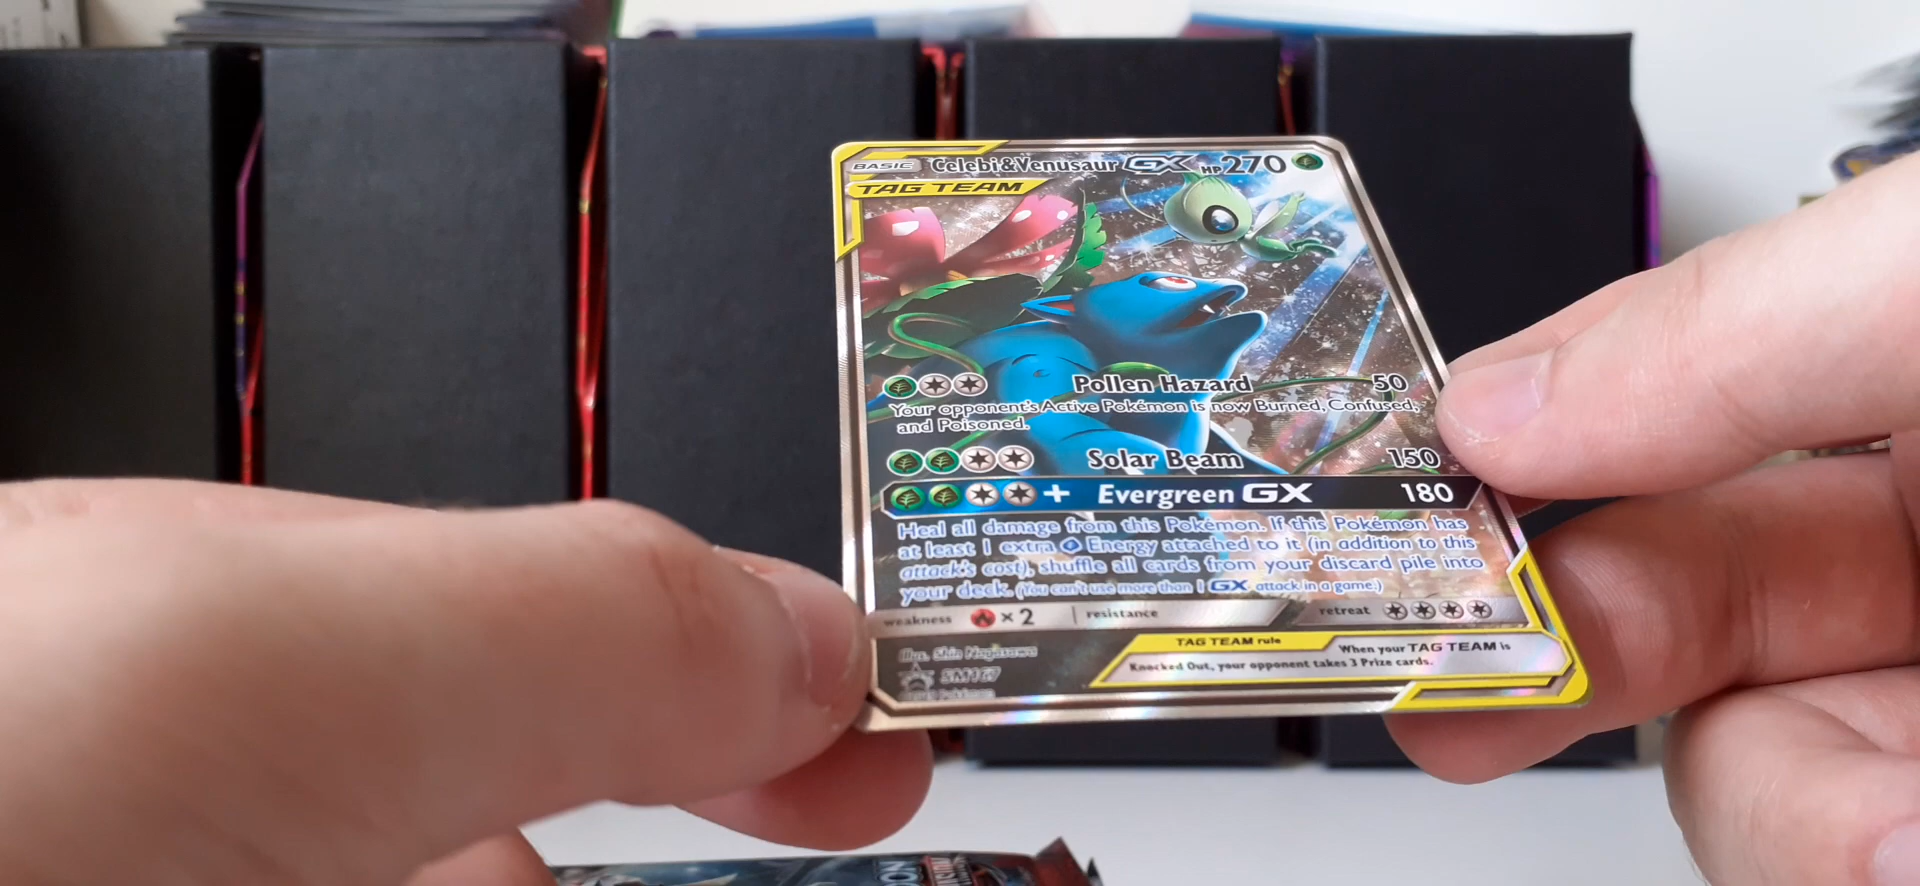 BASIC Celebi&Venusaur GX HP270
TAG TEAM
Pollen Hazard 50
Your opponent's Active Pokémon is now Burned, Confused,
and Poisoned.
Solar Beam 150
+ Evergreen GX 180
Heal all damage from this Pokémon. If this Pokémon has
at least 1 extra Energy attached to it (in addition to this
attack's cost), shuffle all cards from your discard pile into
your deck. (You can't use more than 1 GX attack in a game.)
weakness ×2 resistance retreat
TAG TEAM rule
When your TAG TEAM is
Knocked Out, your opponent takes 3 Prize cards.
Illus. Shin Nagasawa
SM167